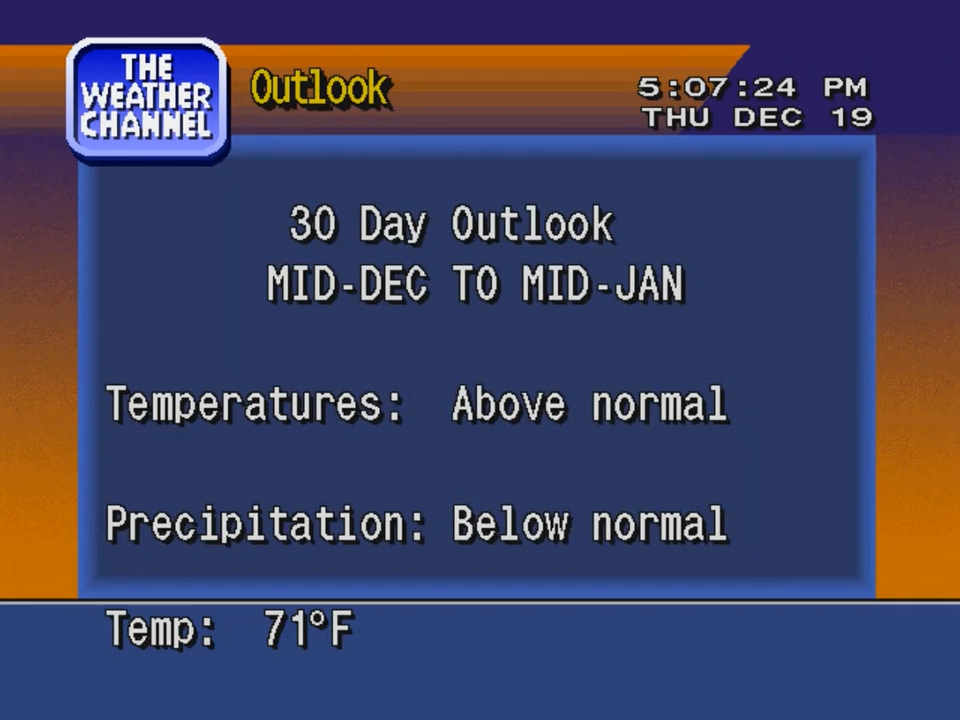 THE
WEATHER
CHANNEL
Outlook
5:07:24 PM
THU DEC 19
30 Day Outlook
MID-DEC TO MID-JAN
Temperatures: Above normal
Precipitation: Below normal
Temp: 71°F